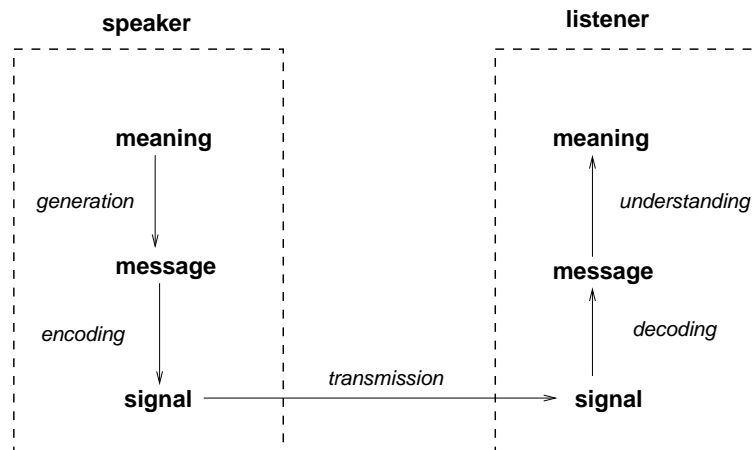 speaker
listener
meaning
meaning
generation
understanding
message
message
encoding
decoding
transmission
signal
signal